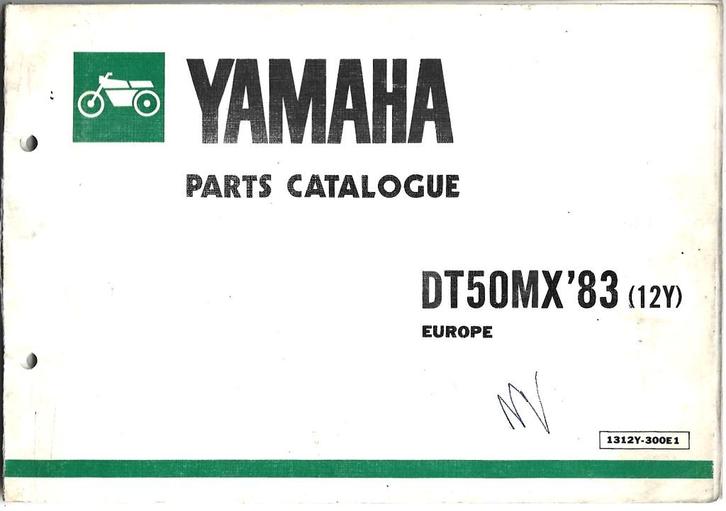 YAMAHA
PARTS CATALOGUE
DT50MX'83 (12Y)
EUROPE
1312Y-300E1